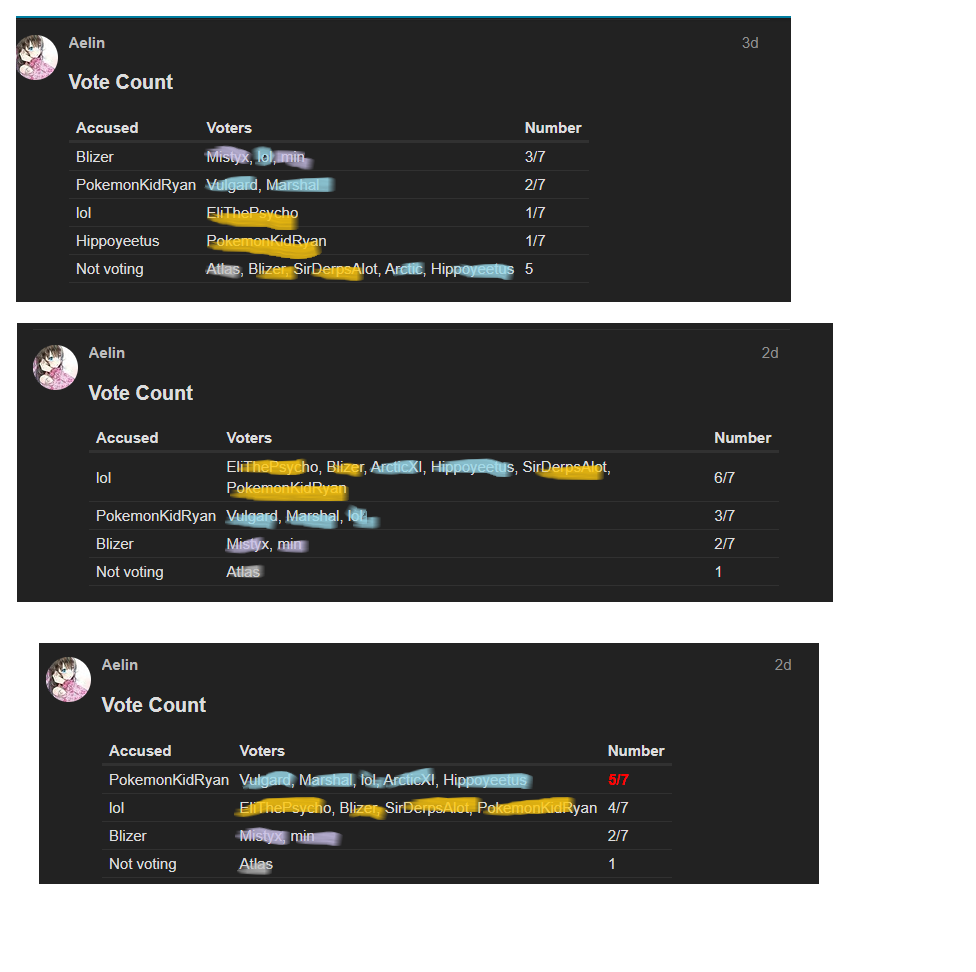 Aelin 3d
Vote Count
Accused Voters Number
Blizer Mistyx, lol, min 3/7
PokemonKidRyan Vulgard, Marshal 2/7
lol EliThePsycho 1/7
Hippoyeetus PokemonKidRyan 1/7
Not voting Atlas, Blizer, SirDerpsAlot, Arctic, Hippoyeetus 5
Aelin 2d
Vote Count
Accused Voters Number
lol EliThePsycho, Blizer, ArcticXI, Hippoyeetus, SirDerpsAlot, PokemonKidRyan 6/7
PokemonKidRyan Vulgard, Marshal, lol, 3/7
Blizer Mistyx, min 2/7
Not voting Atlas 1
Aelin 2d
Vote Count
Accused Voters Number
PokemonKidRyan Vulgard, Marshal, lol, ArcticXI, Hippoyeetus 5/7
lol EliThePsycho, Blizer, SirDerpsAlot, PokemonKidRyan 4/7
Blizer Mistyx, min 2/7
Not voting Atlas 1